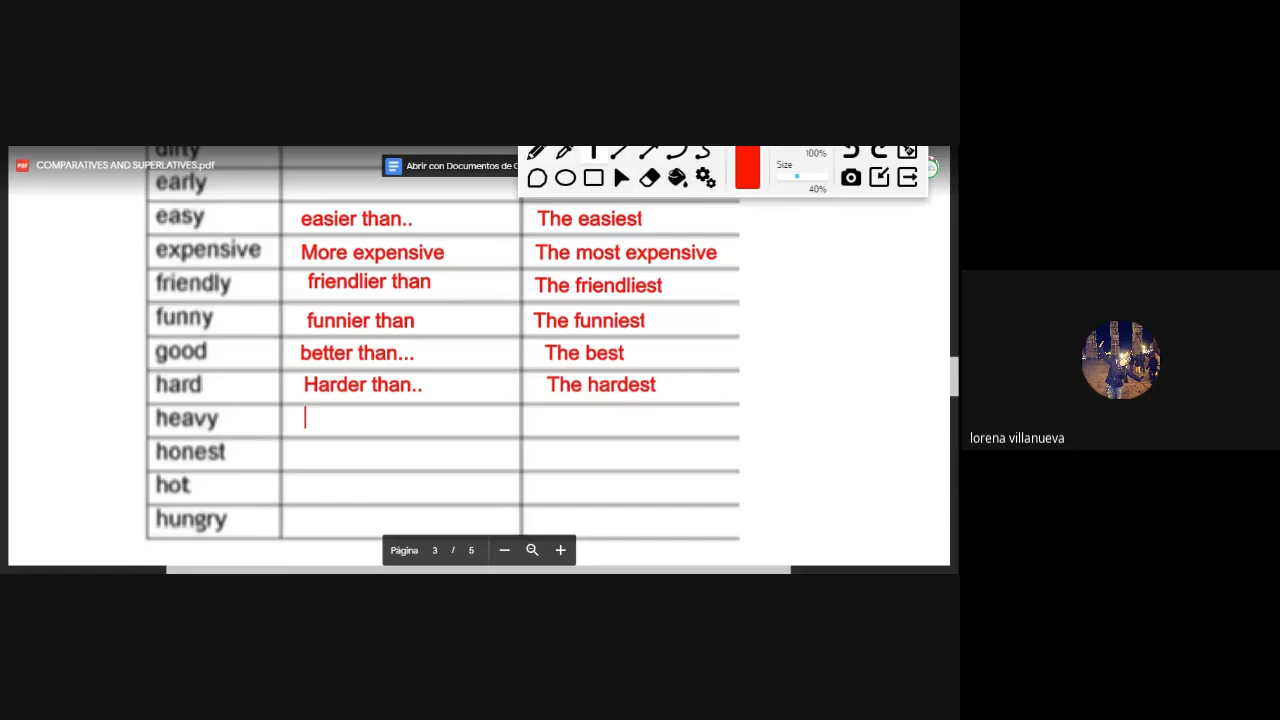 dirty
COMPARATIVES AND SUPERLATIVES.pdf
Abrir con Documentos de G
100%
Size
40%
early
easy easier than.. The easiest
expensive More expensive The most expensive
friendly friendlier than The friendliest
funny funnier than The funniest
good better than... The best
hard Harder than.. The hardest
heavy
honest
hot
hungry
Página 3 / 5
lorena villanueva